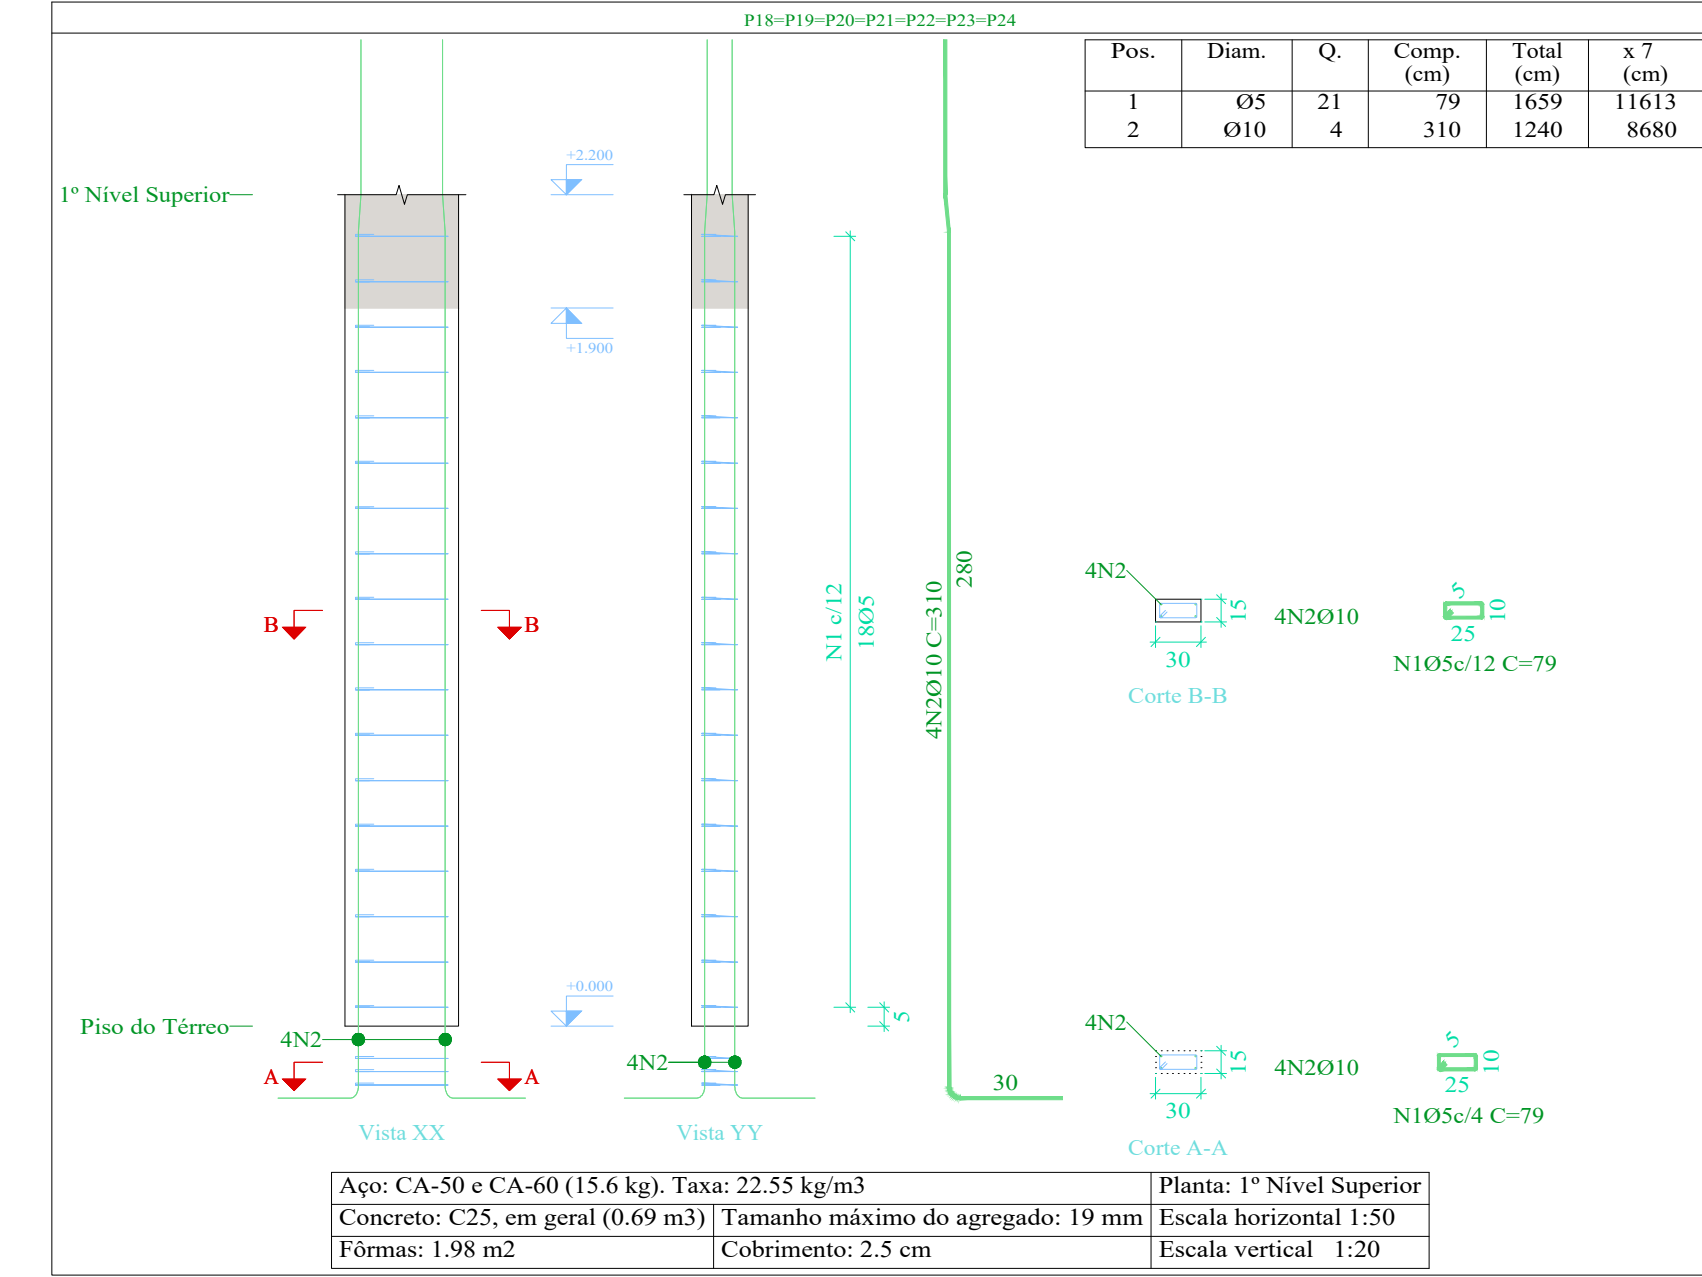 P18=P19=P20=P21=P22=P23=P24
Pos. Diam. Q. Comp. (cm) Total (cm) x 7 (cm)
1 Ø5 21 79 1659 11613
2 Ø10 4 310 1240 8680
1º Nível Superior
+2.200
+1.900
N1 c/12
18Ø5
4N2Ø10 C=310
280
B B
4N2
15
30
4N2Ø10
Corte B-B
5
10
25
N1Ø5c/12 C=79
+0.000
5
Piso do Térreo
4N2
4N2
A A
30
Vista XX
Vista YY
4N2
15
30
4N2Ø10
Corte A-A
5
10
25
N1Ø5c/4 C=79
Aço: CA-50 e CA-60 (15.6 kg). Taxa: 22.55 kg/m3
Planta: 1º Nível Superior
Concreto: C25, em geral (0.69 m3)
Tamanho máximo do agregado: 19 mm
Escala horizontal 1:50
Fôrmas: 1.98 m2
Cobrimento: 2.5 cm
Escala vertical 1:20